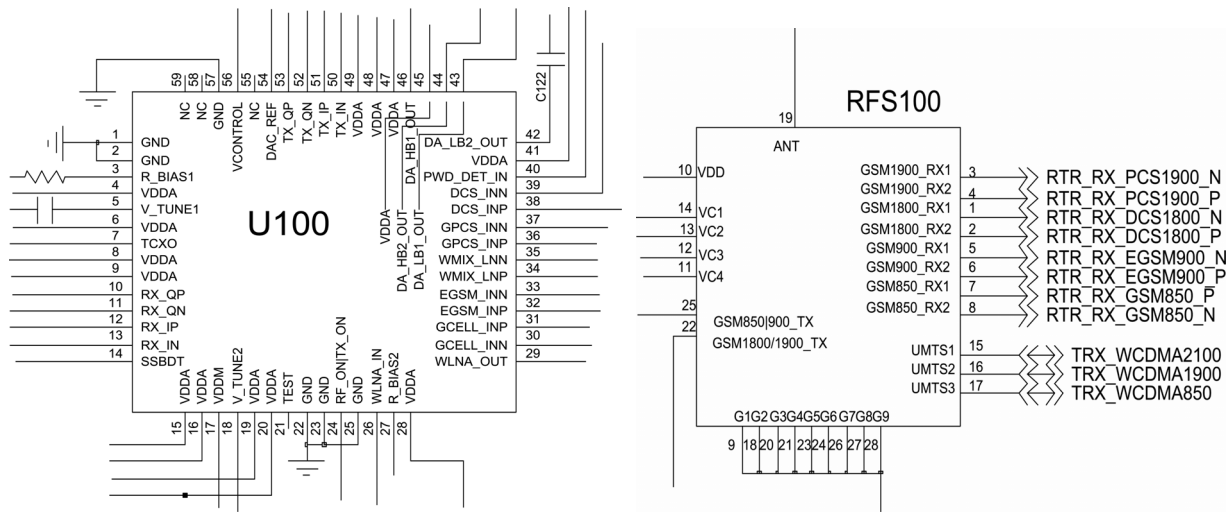 59
58
57
56
55
54
53
52
51
50
49
48
47
46
45
44
43
NC
NC
GND
VCONTROL
NC
DAC_REF
TX_QP
TX_QN
TX_IP
TX_IN
VDDA
VDDA
VDDA
DA_HB1_OUT
VDDA
DA_HB2_OUT
DA_LB1_OUT
C122
1 GND
2 GND
3 R_BIAS1
4 VDDA
5 V_TUNE1
6 VDDA
7 TCXO
8 VDDA
9 VDDA
10 RX_QP
11 RX_QN
12 RX_IP
13 RX_IN
14 SSBDT
U100
DA_LB2_OUT 42
VDDA 41
PWD_DET_IN 40
DCS_INN 39
DCS_INP 38
GPCS_INN 37
GPCS_INP 36
WMIX_LNN 35
WMIX_LNP 34
EGSM_INN 33
EGSM_INP 32
GCELL_INP 31
GCELL_INN 30
WLNA_OUT 29
VDDA
VDDA
VDDM
V_TUNE2
VDDA
VDDA
TEST
GND
GND
RF_ON|TX_ON
GND
WLNA_IN
R_BIAS2
VDDA
15
16
17
18
19
20
21
22
23
24
25
26
27
28
RFS100
19
ANT
10 VDD
14 VC1
13 VC2
12 VC3
11 VC4
25 GSM850|900_TX
22 GSM1800/1900_TX
GSM1900_RX1 3 RTR_RX_PCS1900_N
GSM1900_RX2 4 RTR_RX_PCS1900_P
GSM1800_RX1 1 RTR_RX_DCS1800_N
GSM1800_RX2 2 RTR_RX_DCS1800_P
GSM900_RX1 5 RTR_RX_EGSM900_N
GSM900_RX2 6 RTR_RX_EGSM900_P
GSM850_RX1 7 RTR_RX_GSM850_P
GSM850_RX2 8 RTR_RX_GSM850_N
UMTS1 15 TRX_WCDMA2100
UMTS2 16 TRX_WCDMA1900
UMTS3 17 TRX_WCDMA850
G1 G2 G3 G4 G5 G6 G7 G8 G9
9 18 20 21 23 24 26 27 28